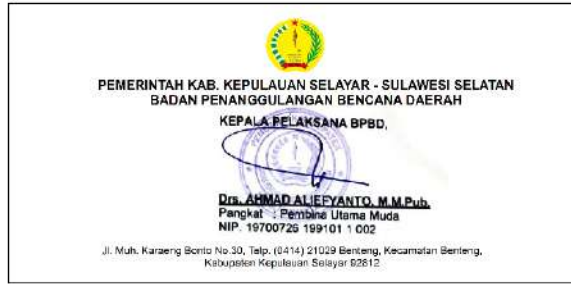 PEMERINTAH KAB. KEPULAUAN SELAYAR - SULAWESI SELATAN
BADAN PENANGGULANGAN BENCANA DAERAH
KEPALA PELAKSANA BPBD,
Drs. AHMAD ALIEFYANTO, M.M.Pub.
Pangkat : Pembina Utama Muda
NIP. 19700726 199101 1 002
Jl. Muh. Karaeng Bonto No.30, Telp. (0414) 21029 Benteng, Kecamatan Benteng,
Kabupaten Kepulauan Selayar 92812